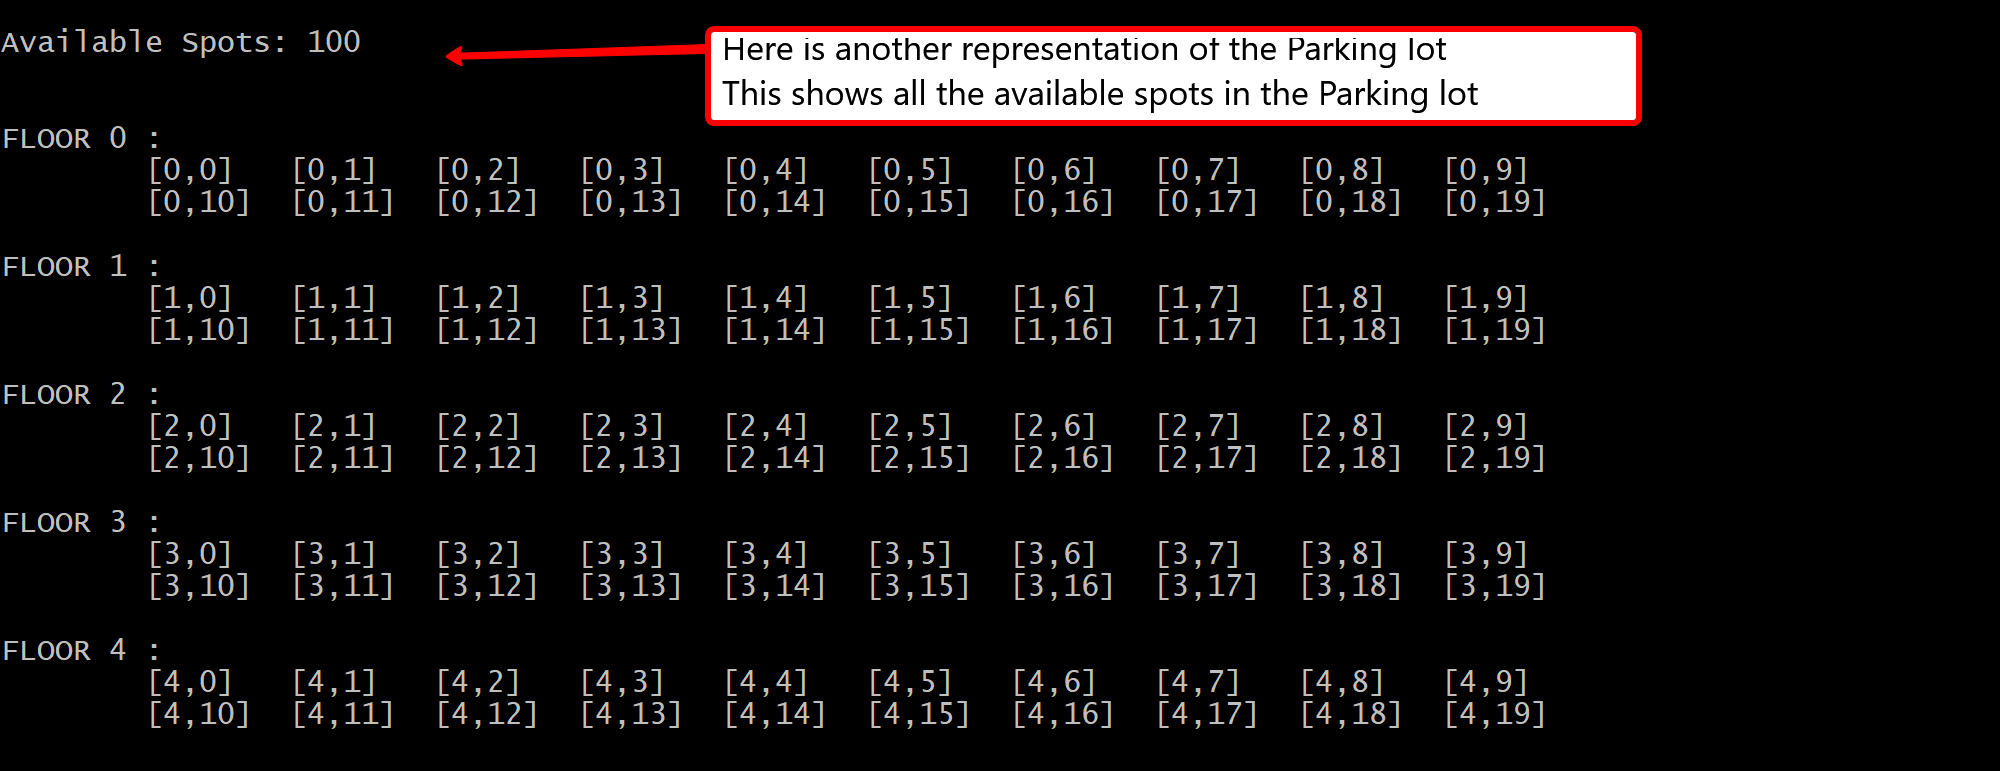 Available Spots: 100
Here is another representation of the Parking lot
This shows all the available spots in the Parking lot
FLOOR 0 :
[0,0] [0,1] [0,2] [0,3] [0,4] [0,5] [0,6] [0,7] [0,8] [0,9]
[0,10] [0,11] [0,12] [0,13] [0,14] [0,15] [0,16] [0,17] [0,18] [0,19]
FLOOR 1 :
[1,0] [1,1] [1,2] [1,3] [1,4] [1,5] [1,6] [1,7] [1,8] [1,9]
[1,10] [1,11] [1,12] [1,13] [1,14] [1,15] [1,16] [1,17] [1,18] [1,19]
FLOOR 2 :
[2,0] [2,1] [2,2] [2,3] [2,4] [2,5] [2,6] [2,7] [2,8] [2,9]
[2,10] [2,11] [2,12] [2,13] [2,14] [2,15] [2,16] [2,17] [2,18] [2,19]
FLOOR 3 :
[3,0] [3,1] [3,2] [3,3] [3,4] [3,5] [3,6] [3,7] [3,8] [3,9]
[3,10] [3,11] [3,12] [3,13] [3,14] [3,15] [3,16] [3,17] [3,18] [3,19]
FLOOR 4 :
[4,0] [4,1] [4,2] [4,3] [4,4] [4,5] [4,6] [4,7] [4,8] [4,9]
[4,10] [4,11] [4,12] [4,13] [4,14] [4,15] [4,16] [4,17] [4,18] [4,19]